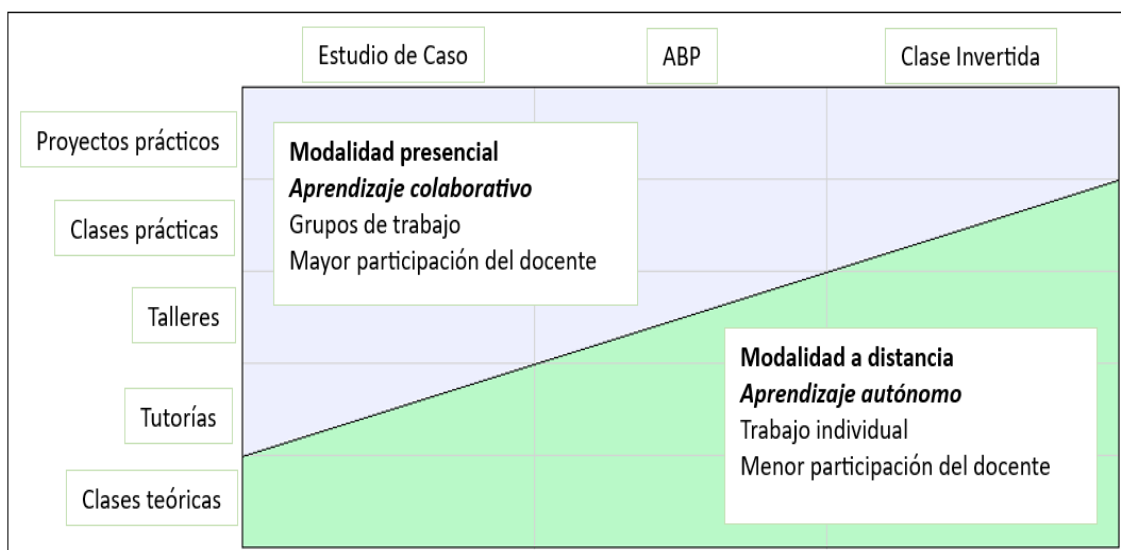 Estudio de Caso
ABP
Clase Invertida
Proyectos prácticos
Clases prácticas
Talleres
Tutorías
Clases teóricas
Modalidad presencial
Aprendizaje colaborativo
Grupos de trabajo
Mayor participación del docente
Modalidad a distancia
Aprendizaje autónomo
Trabajo individual
Menor participación del docente